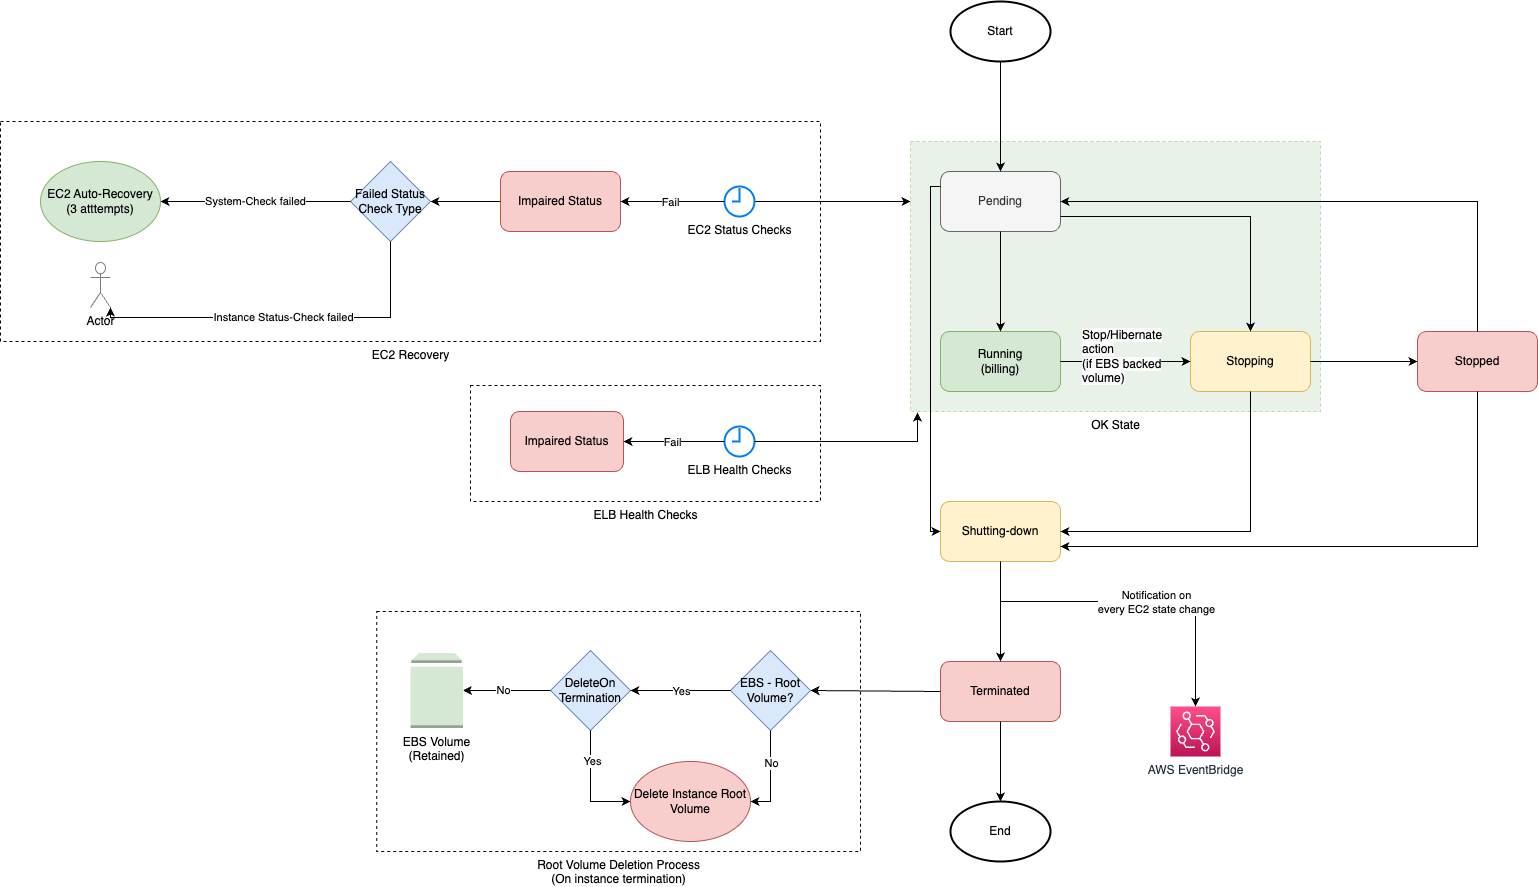 Start
EC2 Auto-Recovery
(3 atttempts)
System-Check failed
Failed Status
Check Type
Impaired Status
Fail
EC2 Status Checks
Pending
Actor
Instance Status-Check failed
EC2 Recovery
Running
(billing)
Stop/Hibernate
action
(if EBS backed
volume)
Stopping
Stopped
OK State
Impaired Status
Fail
ELB Health Checks
ELB Health Checks
Shutting-down
Notification on
every EC2 state change
EBS Volume
(Retained)
No
DeleteOn
Termination
Yes
EBS - Root
Volume?
Terminated
Yes
No
Delete Instance Root
Volume
AWS EventBridge
End
Root Volume Deletion Process
(On instance termination)